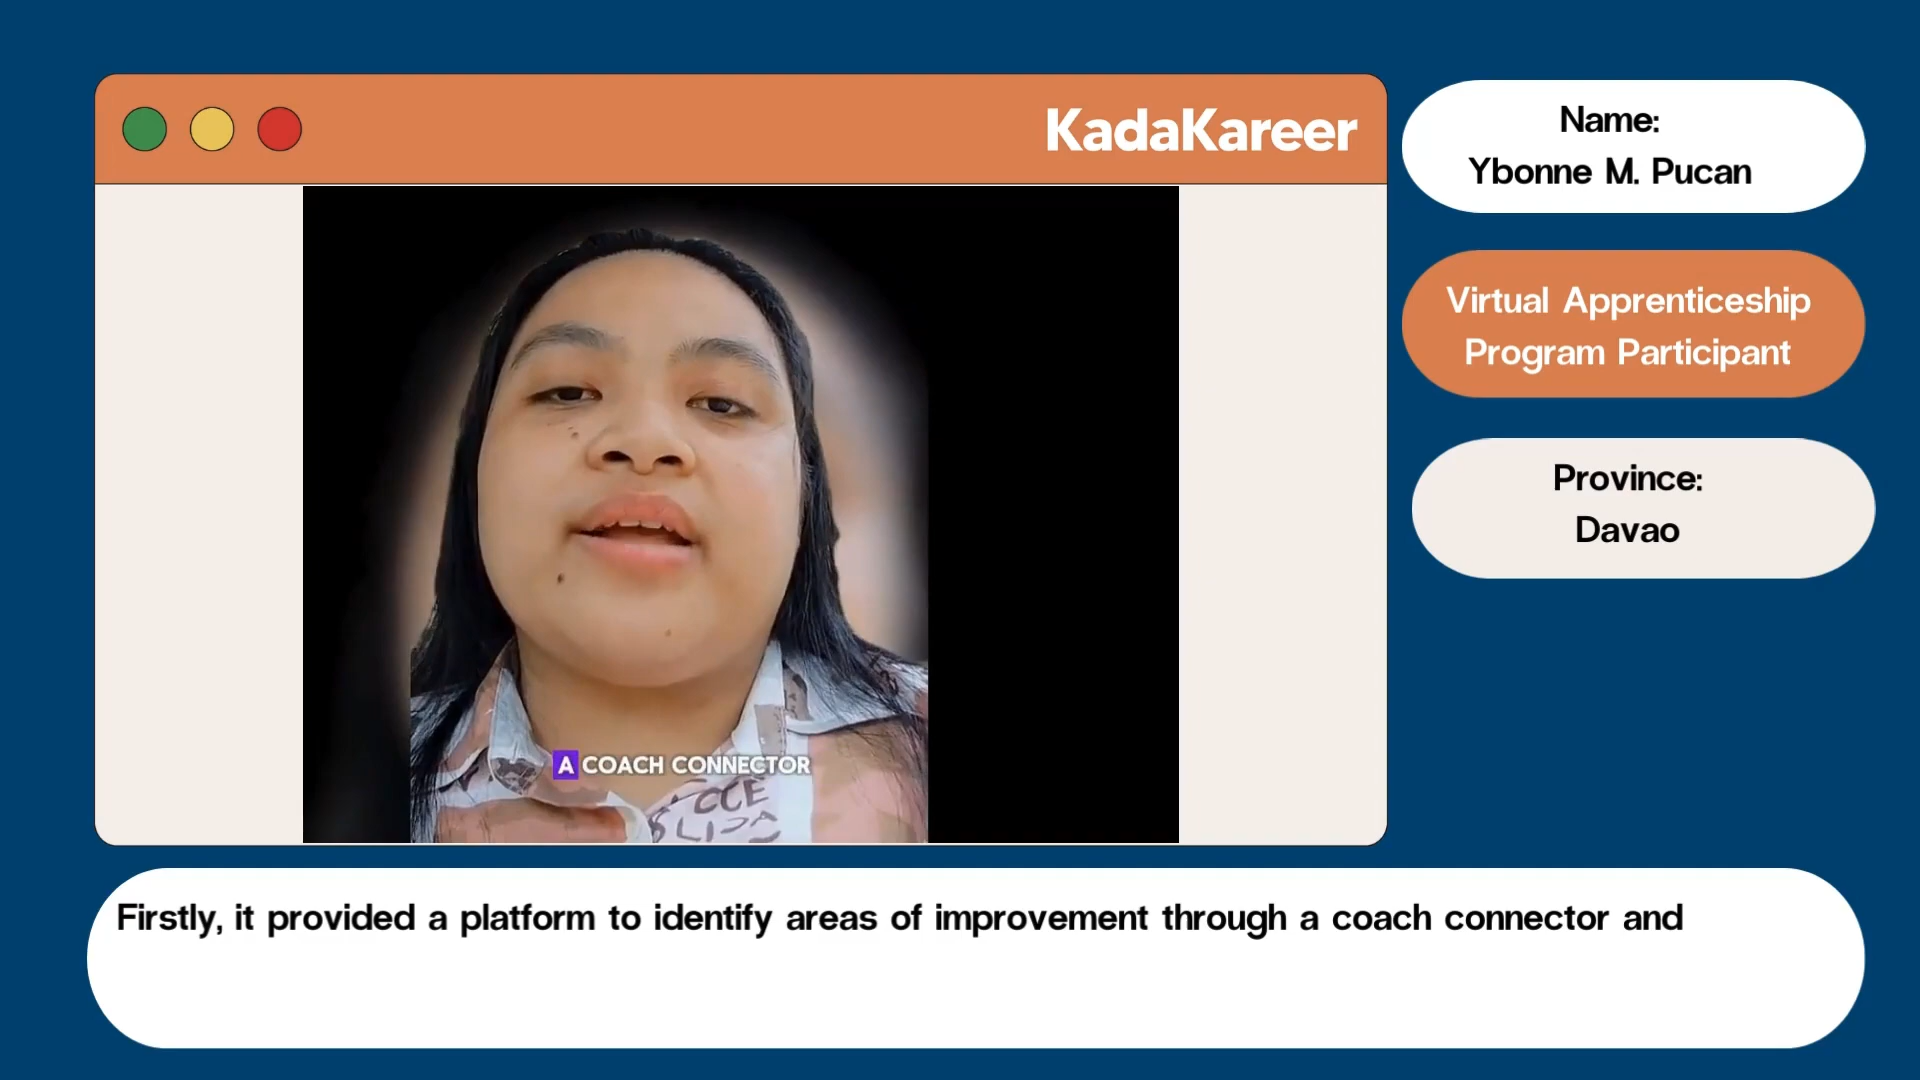 KadaKareer
Name:
Ybonne M. Pucan
Virtual Apprenticeship
Program Participant
Province:
Davao
A COACH CONNECTOR
Firstly, it provided a platform to identify areas of improvement through a coach connector and